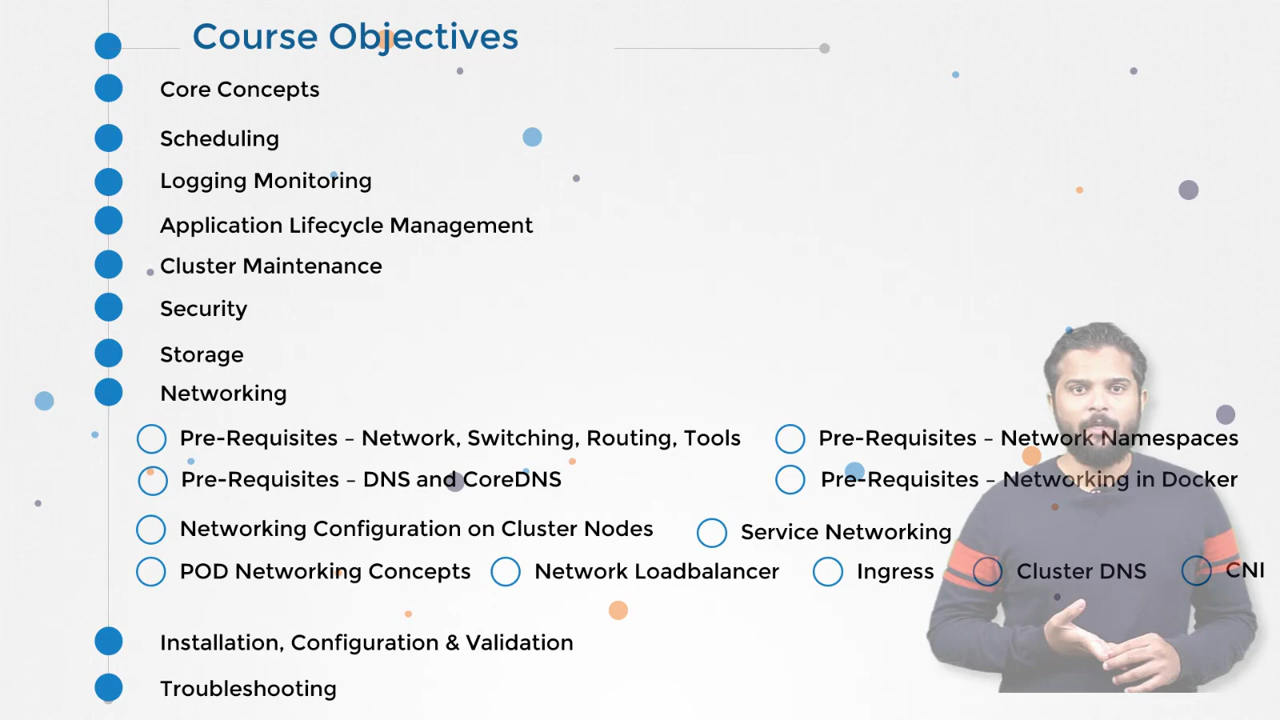 Course Objectives
Core Concepts
Scheduling
Logging Monitoring
Application Lifecycle Management
Cluster Maintenance
Security
Storage
Networking
Pre-Requisites – Network, Switching, Routing, Tools
Pre-Requisites – Network Namespaces
Pre-Requisites – DNS and CoreDNS
Pre-Requisites – Networking in Docker
Networking Configuration on Cluster Nodes
Service Networking
POD Networking Concepts
Network Loadbalancer
Ingress
Cluster DNS
CNI
Installation, Configuration & Validation
Troubleshooting